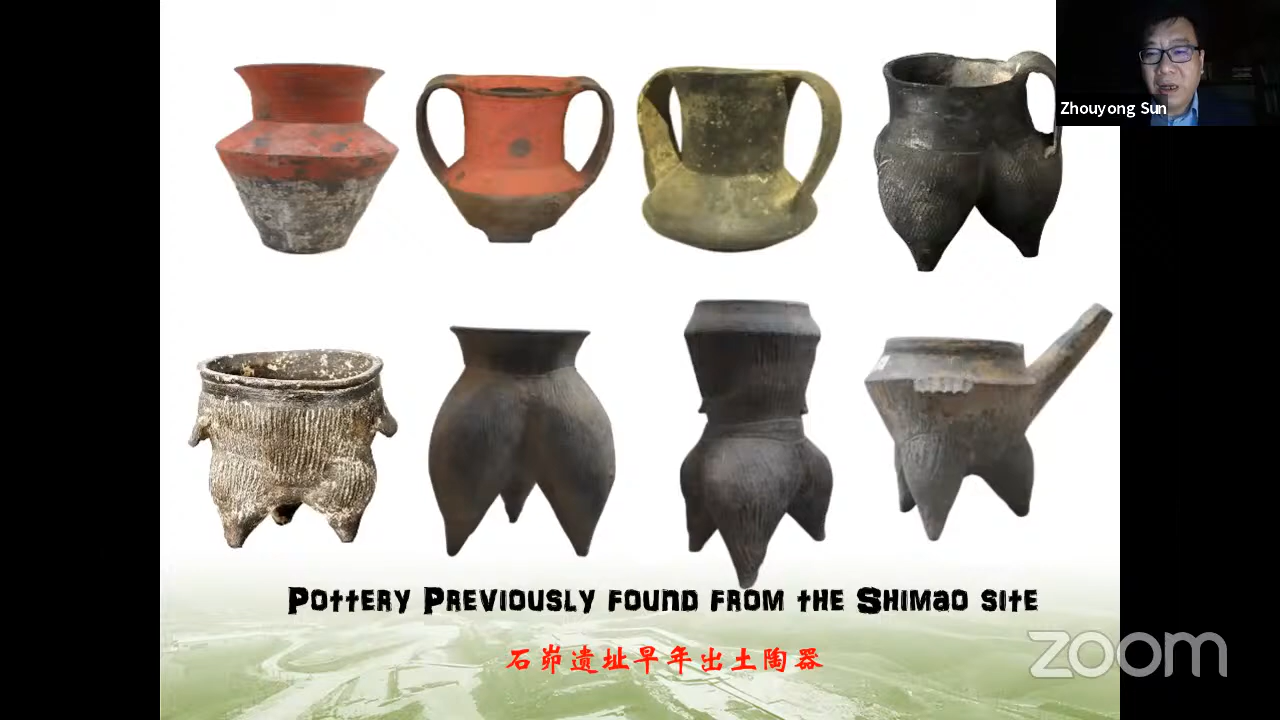 Zhouyong Sun
Pottery Previously found from the Shimao site
石峁遗址早年出土陶器
zoom